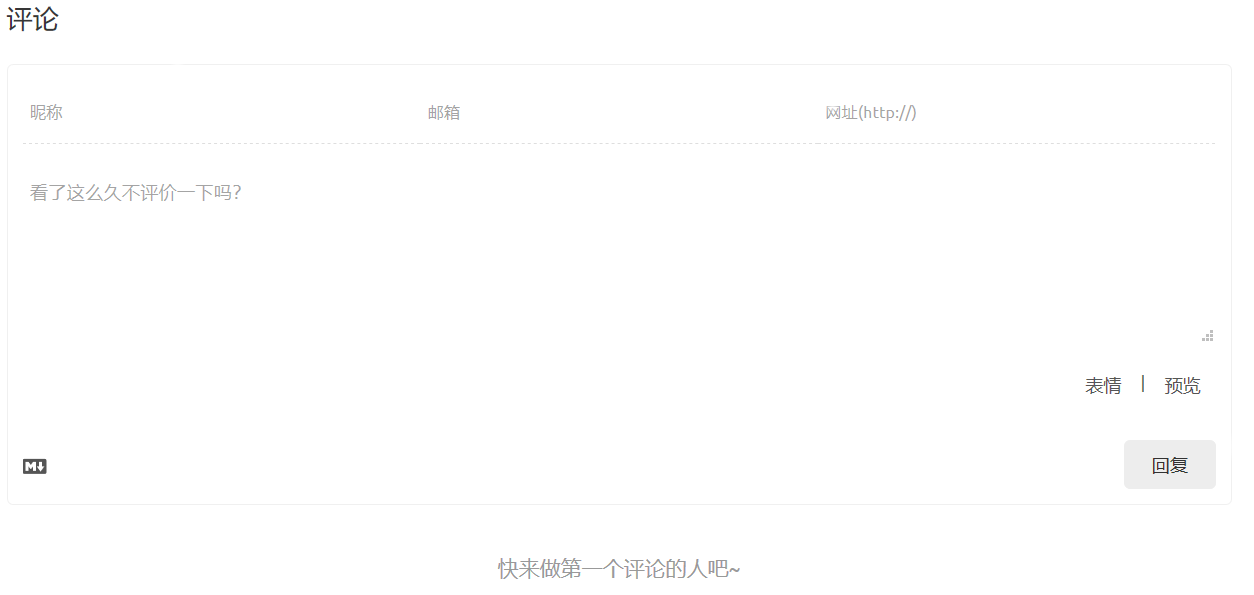 评论
昵称 邮箱 网址(http://)
看了这么久不评价一下吗?
表情 | 预览
M↓ 回复
快来做第一个评论的人吧~